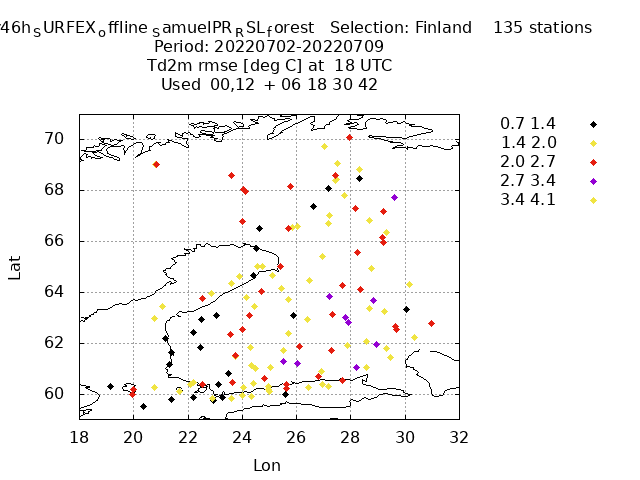 46h SURFEX offline SamuelPR RSL forest Selection: Finland 135 stations
Period: 20220702-20220709
Td2m rmse [deg C] at 18 UTC
Used 00,12 + 06 18 30 42
0.7 1.4
1.4 2.0
2.0 2.7
2.7 3.4
3.4 4.1
70
68
66
64
62
60
Lat
18 20 22 24 26 28 30 32
Lon